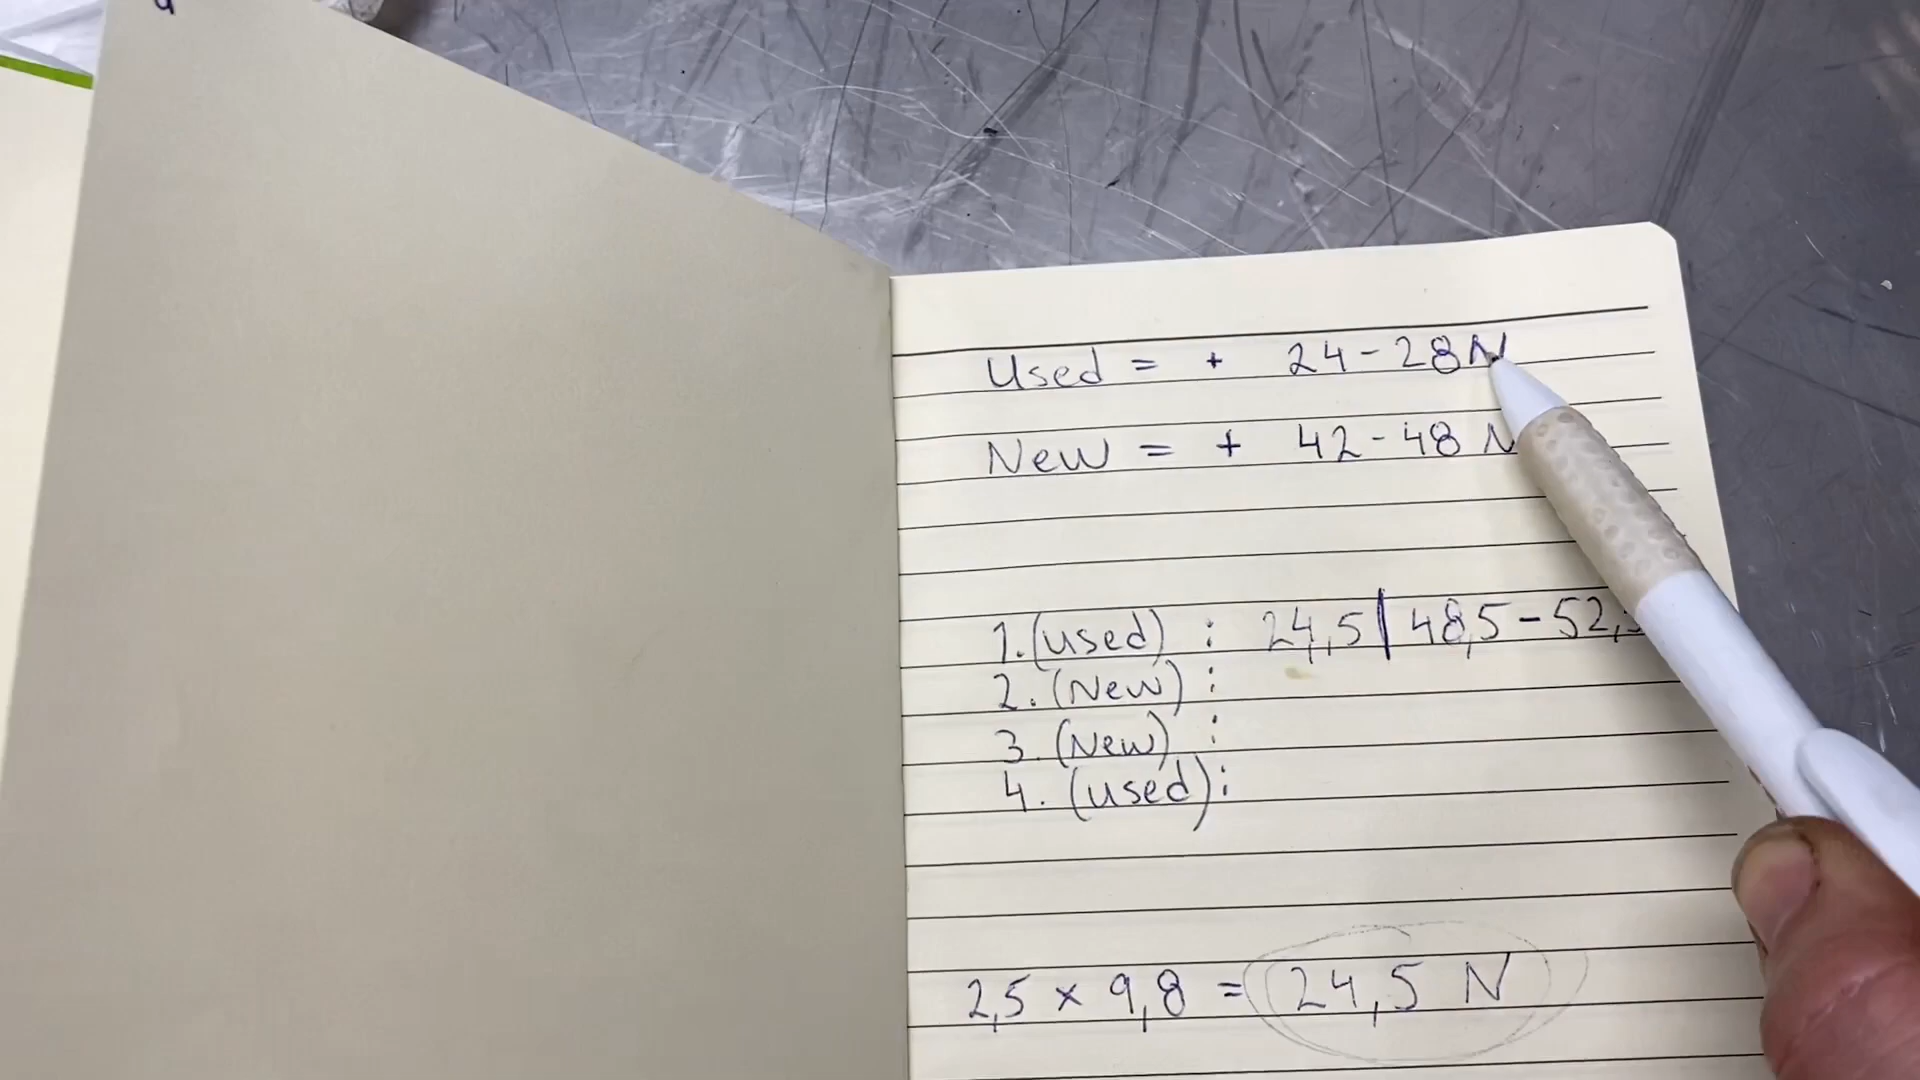 Used = + 24-28N
New = + 42-48 N
1. (used) : 24,5 | 48,5-52,
2. (New) :
3. (New) :
4. (used):
2,5 x 9,8 = 24,5 N